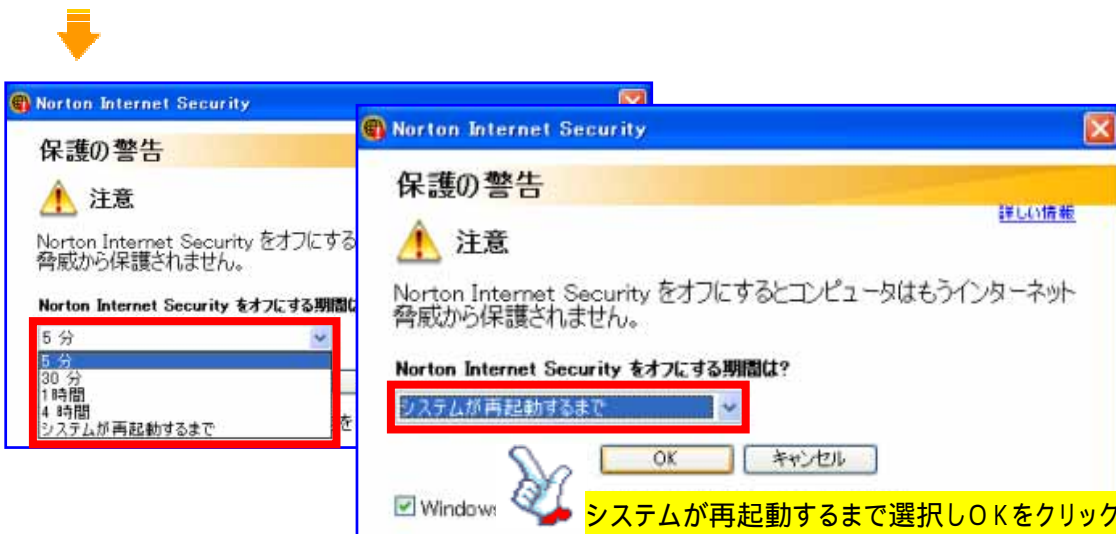 Norton Internet Security
保護の警告
注意
Norton Internet Security をオフにする
脅威から保護されません。
Norton Internet Security をオフにする期間は
5 分
5 分
30 分
1 時間
4 時間
システムが再起動するまで
を
Norton Internet Security
保護の警告
詳しい情報
注意
Norton Internet Security をオフにするとコンピュータはもうインターネット
脅威から保護されません。
Norton Internet Security をオフにする期間は?
システムが再起動するまで
OK キャンセル
Windows
システムが再起動するまで選択しOKをクリック